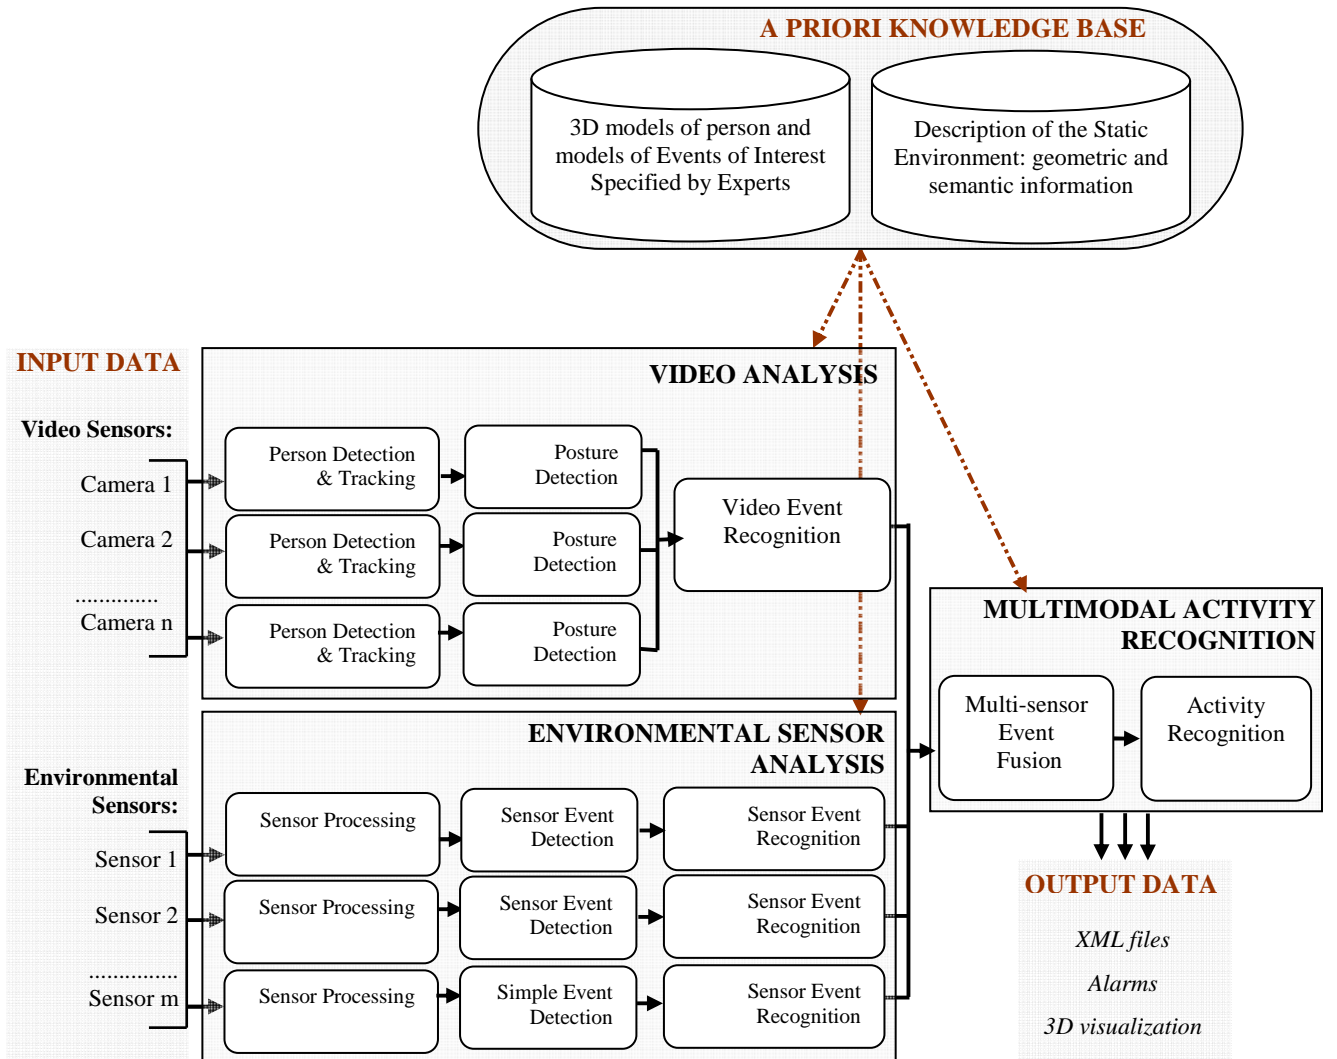 A PRIORI KNOWLEDGE BASE
3D models of person and
models of Events of Interest
Specified by Experts
Description of the Static
Environment: geometric and
semantic information
INPUT DATA
Video Sensors:
Camera 1
Camera 2
..............
Camera n
Environmental
Sensors:
Sensor 1
Sensor 2
...............
Sensor m
VIDEO ANALYSIS
Person Detection
& Tracking
Posture
Detection
Person Detection
& Tracking
Posture
Detection
Person Detection
& Tracking
Posture
Detection
Video Event
Recognition
ENVIRONMENTAL SENSOR
ANALYSIS
Sensor Processing
Sensor Event
Detection
Sensor Event
Recognition
Sensor Processing
Sensor Event
Detection
Sensor Event
Recognition
Sensor Processing
Simple Event
Detection
Sensor Event
Recognition
MULTIMODAL ACTIVITY
RECOGNITION
Multi-sensor
Event
Fusion
Activity
Recognition
OUTPUT DATA
XML files
Alarms
3D visualization